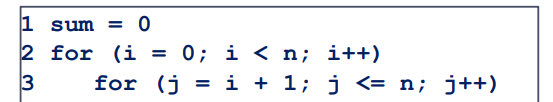 1 sum = 0
2 for (i = 0; i < n; i++)
3 for (j = i + 1; j <= n; j++)